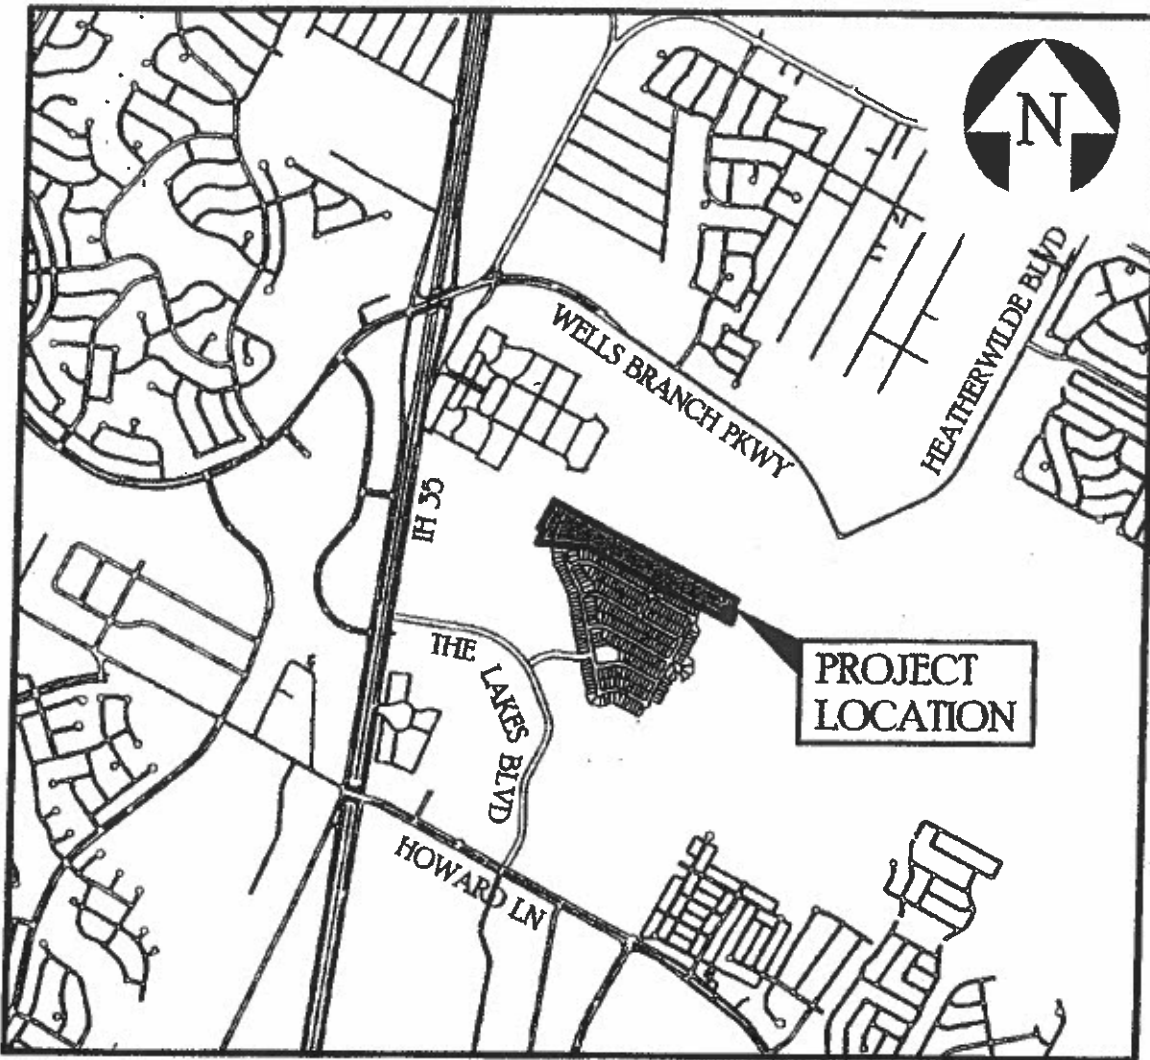 N
HEATHERWILDE BLVD
WELLS BRANCH PKWY
IH 35
THE LAKES BLVD
PROJECT
LOCATION
HOWARD LN